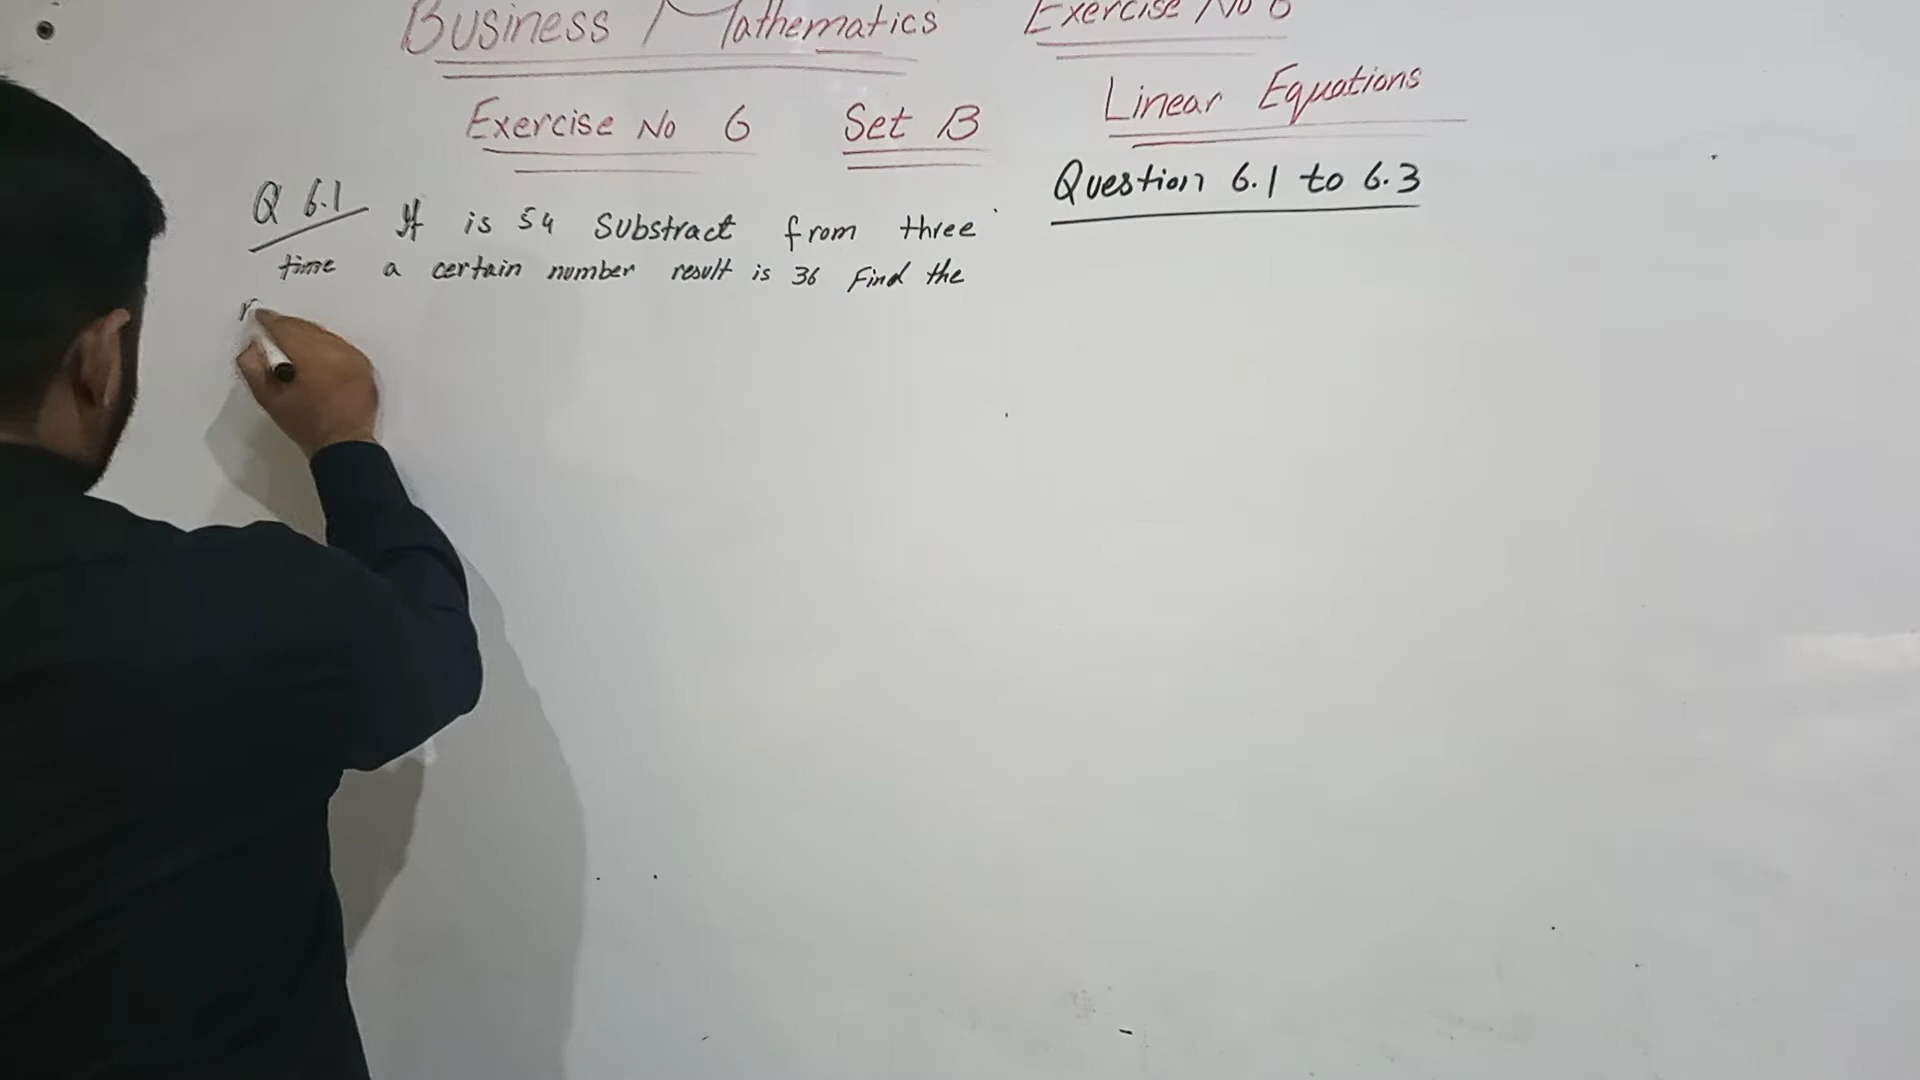 Business Mathematics
Exercise No 6
Exercise No 6 Set B
Linear Equations
Question 6.1 to 6.3
Q 6.1 If is 54 Substract from three
time a certain number result is 36 Find the